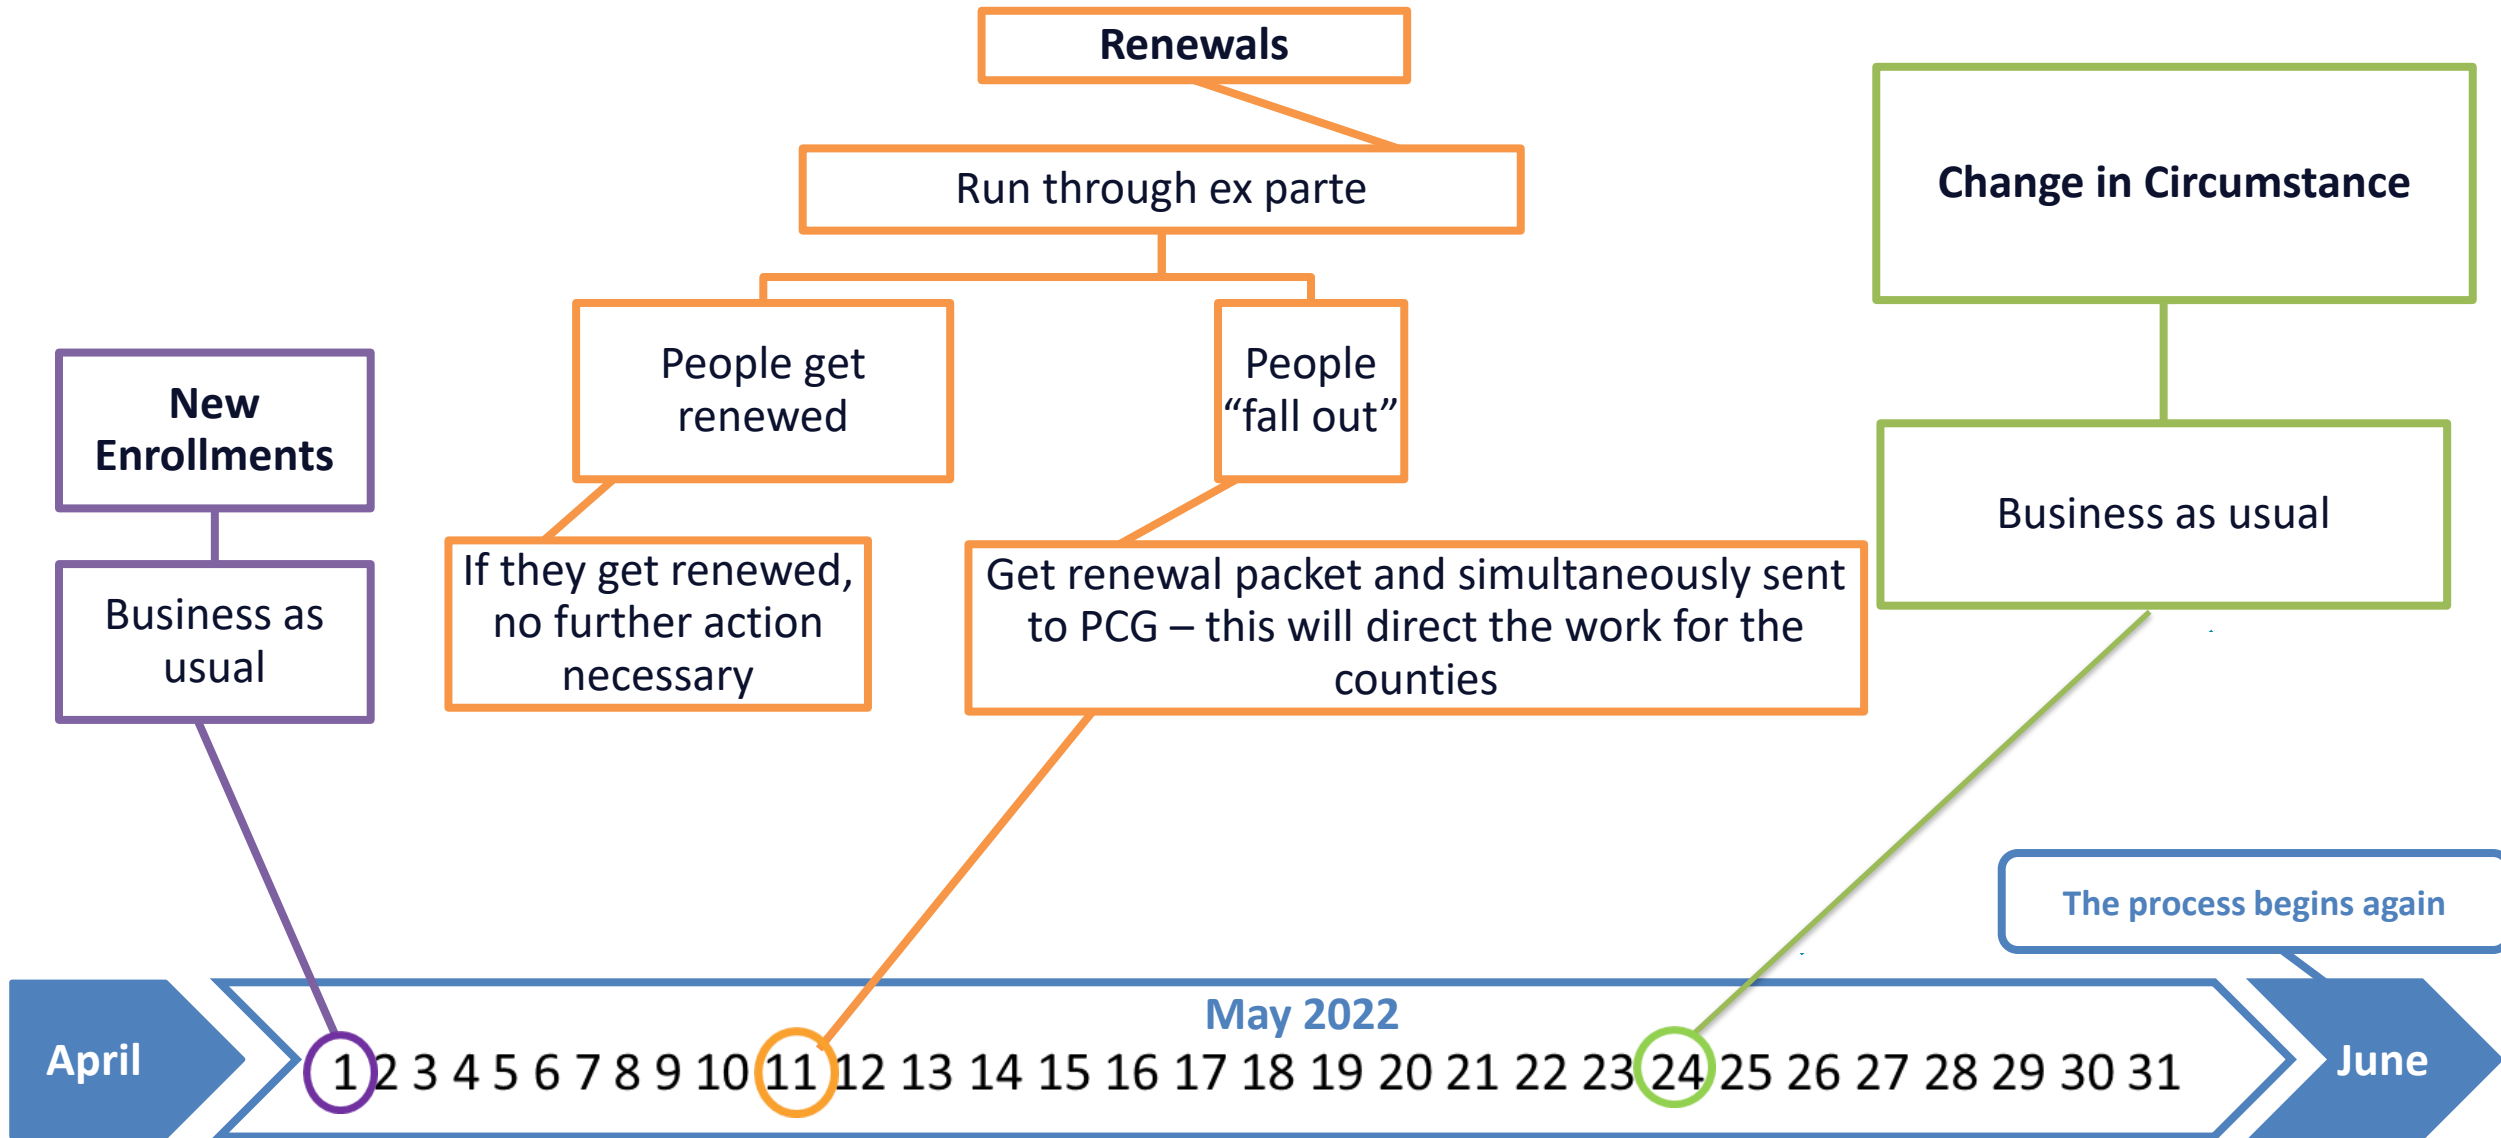 Renewals
Run through ex parte
People get
renewed
People
“fall out”
If they get renewed,
no further action
necessary
Get renewal packet and simultaneously sent
to PCG – this will direct the work for the
counties
New
Enrollments
Business as
usual
Change in Circumstance
Business as usual
The process begins again
April
May 2022
1 2 3 4 5 6 7 8 9 10 11 12 13 14 15 16 17 18 19 20 21 22 23 24 25 26 27 28 29 30 31
June